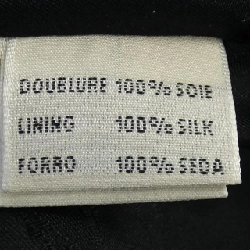 DOUBLURE 100% SOIE
LINING 100% SILK
FORRO 100% SEDA